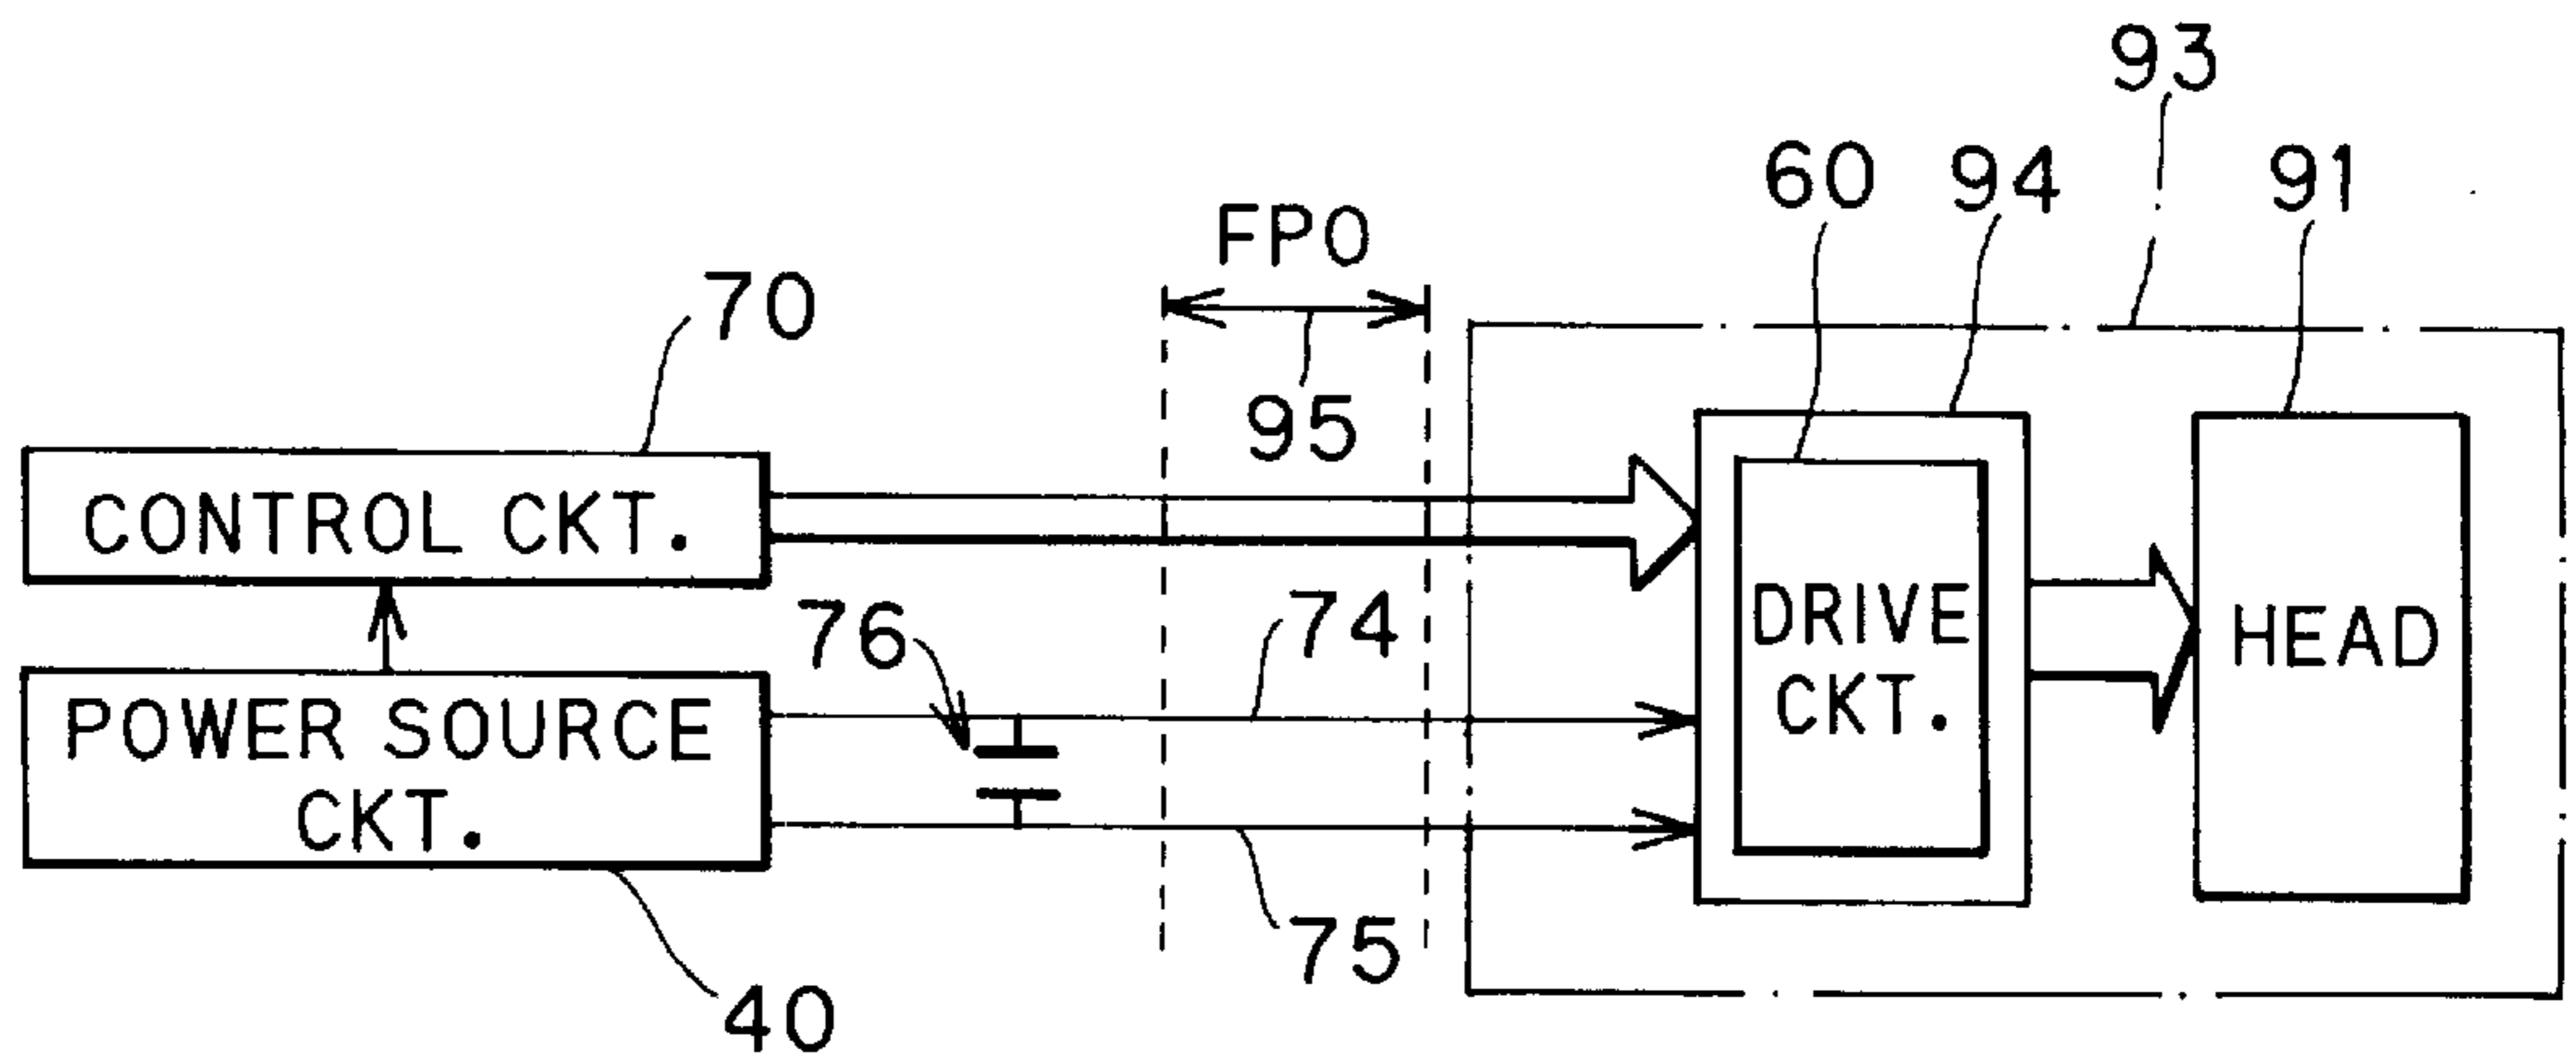 93
60
94
91
FPO
70
95
CONTROL CKT.
76
74
DRIVE
CKT.
HEAD
POWER SOURCE
CKT.
75
40